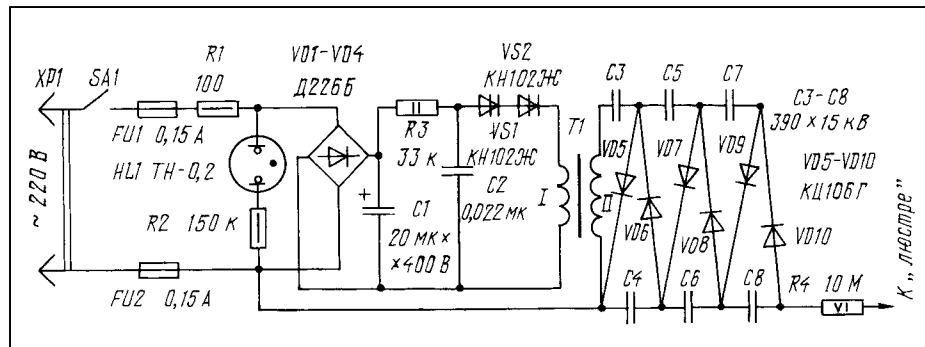 XP1
SA1
~ 220 В
FU1 0,15 А
R1
100
HL1 ТН-0,2
R2 150 к
FU2 0,15 А
VD1-VD4
Д226Б
+
C1
20 мк ×
×400 В
R3
33 к
VS2
КН102Ж
VS1
КН102Ж
C2
0,022 мк
T1
I
II
C3
C5
C7
C3-C8
390 × 15 кВ
VD5
VD7
VD9
VD5-VD10
КЦ106Г
VD6
VD8
VD10
C4
C6
C8
R4 10 М
VI
К „люстре”